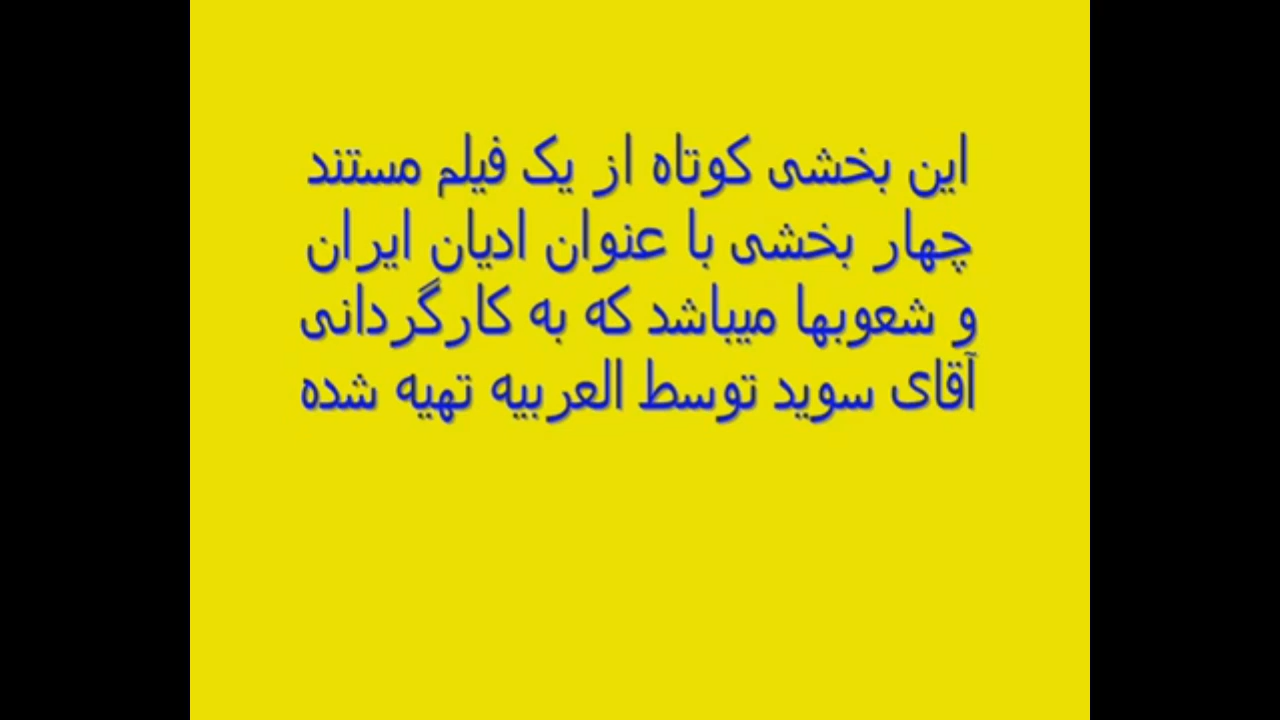 این بخشی کوتاه از یک فیلم مستند
چهار بخشی با عنوان ادیان ایران
و شعوبها میباشد که به کارگردانی
آقای سوید توسط العربیه تهیه شده